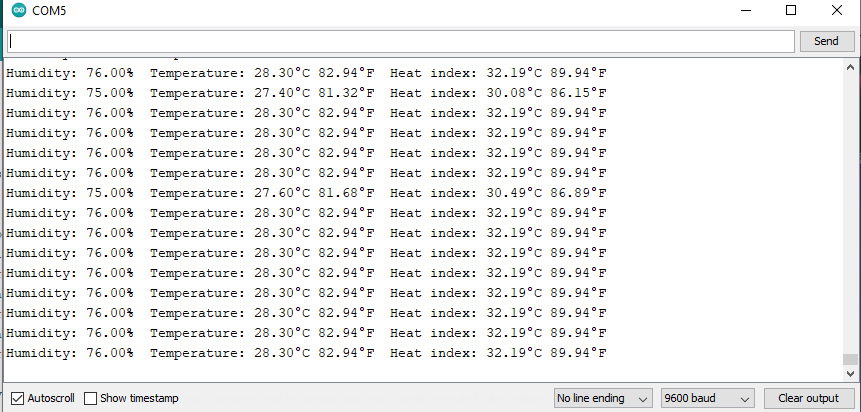 COM5
Send
Humidity: 76.00%  Temperature: 28.30°C 82.94°F  Heat index: 32.19°C 89.94°F
Humidity: 75.00%  Temperature: 27.40°C 81.32°F  Heat index: 30.08°C 86.15°F
Humidity: 76.00%  Temperature: 28.30°C 82.94°F  Heat index: 32.19°C 89.94°F
Humidity: 76.00%  Temperature: 28.30°C 82.94°F  Heat index: 32.19°C 89.94°F
Humidity: 76.00%  Temperature: 28.30°C 82.94°F  Heat index: 32.19°C 89.94°F
Humidity: 76.00%  Temperature: 28.30°C 82.94°F  Heat index: 32.19°C 89.94°F
Humidity: 75.00%  Temperature: 27.60°C 81.68°F  Heat index: 30.49°C 86.89°F
Humidity: 76.00%  Temperature: 28.30°C 82.94°F  Heat index: 32.19°C 89.94°F
Humidity: 76.00%  Temperature: 28.30°C 82.94°F  Heat index: 32.19°C 89.94°F
Humidity: 76.00%  Temperature: 28.30°C 82.94°F  Heat index: 32.19°C 89.94°F
Humidity: 76.00%  Temperature: 28.30°C 82.94°F  Heat index: 32.19°C 89.94°F
Humidity: 76.00%  Temperature: 28.30°C 82.94°F  Heat index: 32.19°C 89.94°F
Humidity: 76.00%  Temperature: 28.30°C 82.94°F  Heat index: 32.19°C 89.94°F
Humidity: 76.00%  Temperature: 28.30°C 82.94°F  Heat index: 32.19°C 89.94°F
Humidity: 76.00%  Temperature: 28.30°C 82.94°F  Heat index: 32.19°C 89.94°F
Autoscroll Show timestamp No line ending 9600 baud Clear output